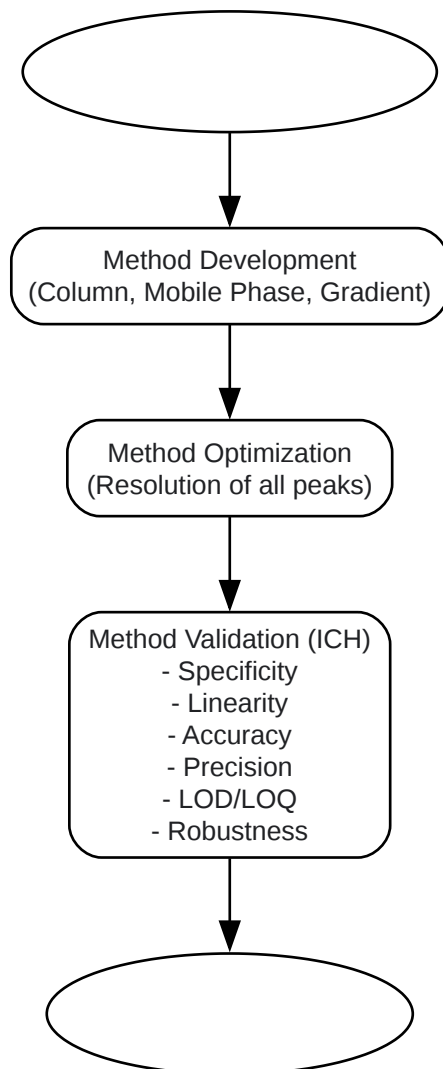 Method Development
(Column, Mobile Phase, Gradient)
Method Optimization
(Resolution of all peaks)
Method Validation (ICH)
- Specificity
- Linearity
- Accuracy
- Precision
- LOD/LOQ
- Robustness